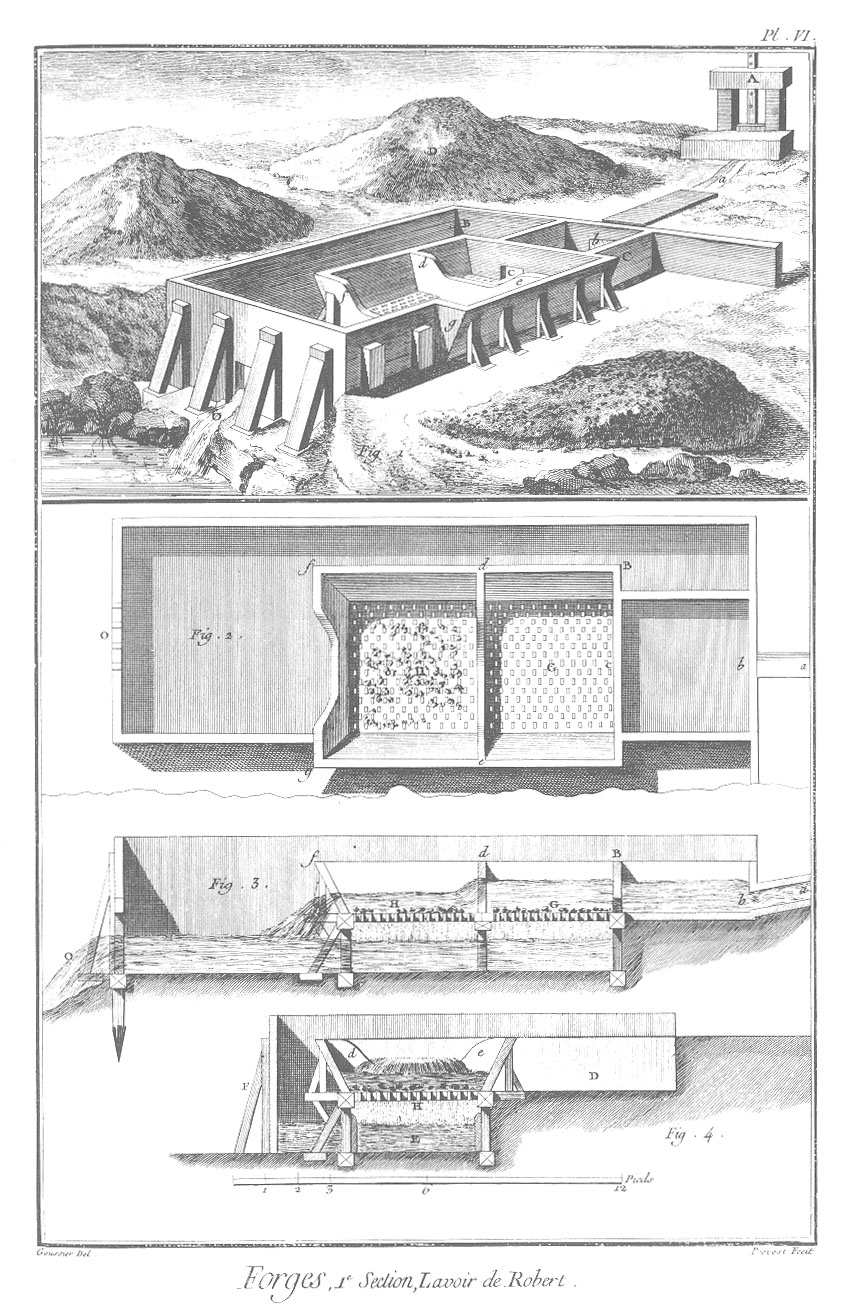 Pl. VI.
A
a
D
B
b
C
d
c
e
f
g
O
Fig. 1.
f d B
O Fig. 2. H G c b a
g e
f d B
Fig. 3. H G b a
O
d e
F D
H
E
Fig. 4.
1 2 3 6 12 Pieds
Goussier Del. Prevost Fecit.
Forges, 1e Section, Lavoir de Robert.